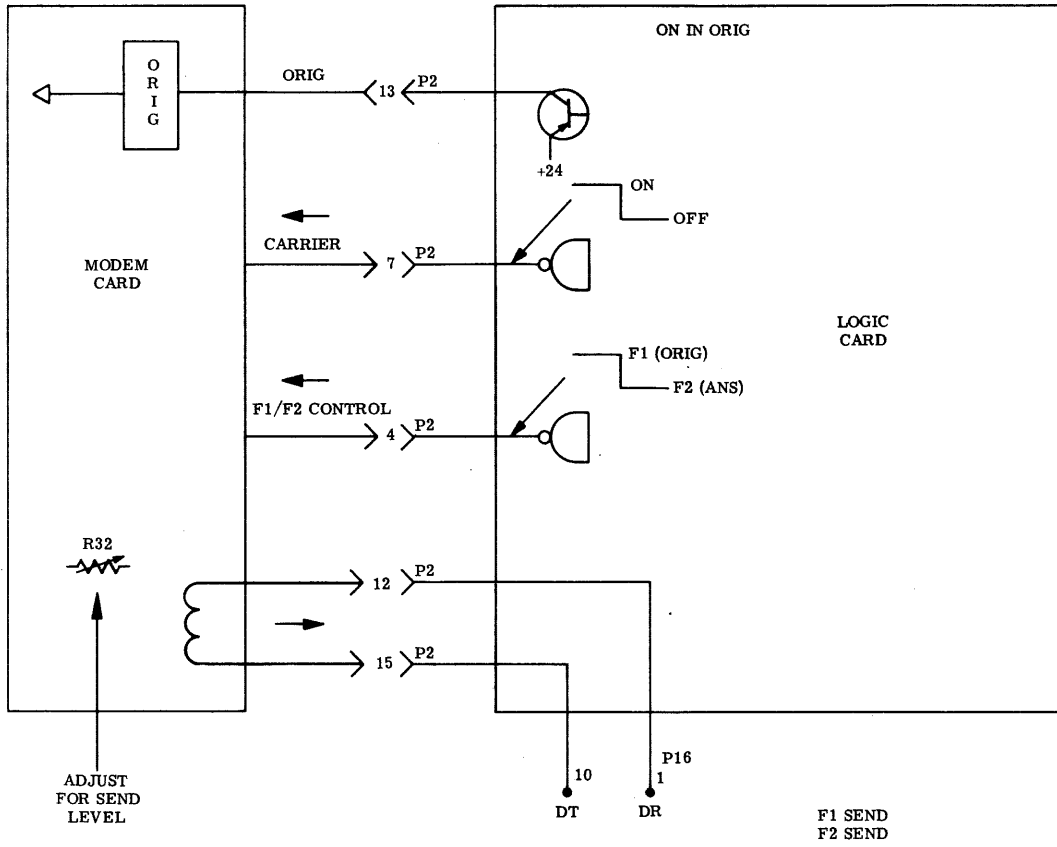 ON IN ORIG
O
R
I
G
ORIG
13
P2
+24
ON
OFF
CARRIER
7
P2
MODEM
CARD
LOGIC
CARD
F1 (ORIG)
F2 (ANS)
F1/F2 CONTROL
4
P2
R32
12
P2
15
P2
ADJUST
FOR SEND
LEVEL
10
DT
P16
1
DR
F1 SEND
F2 SEND